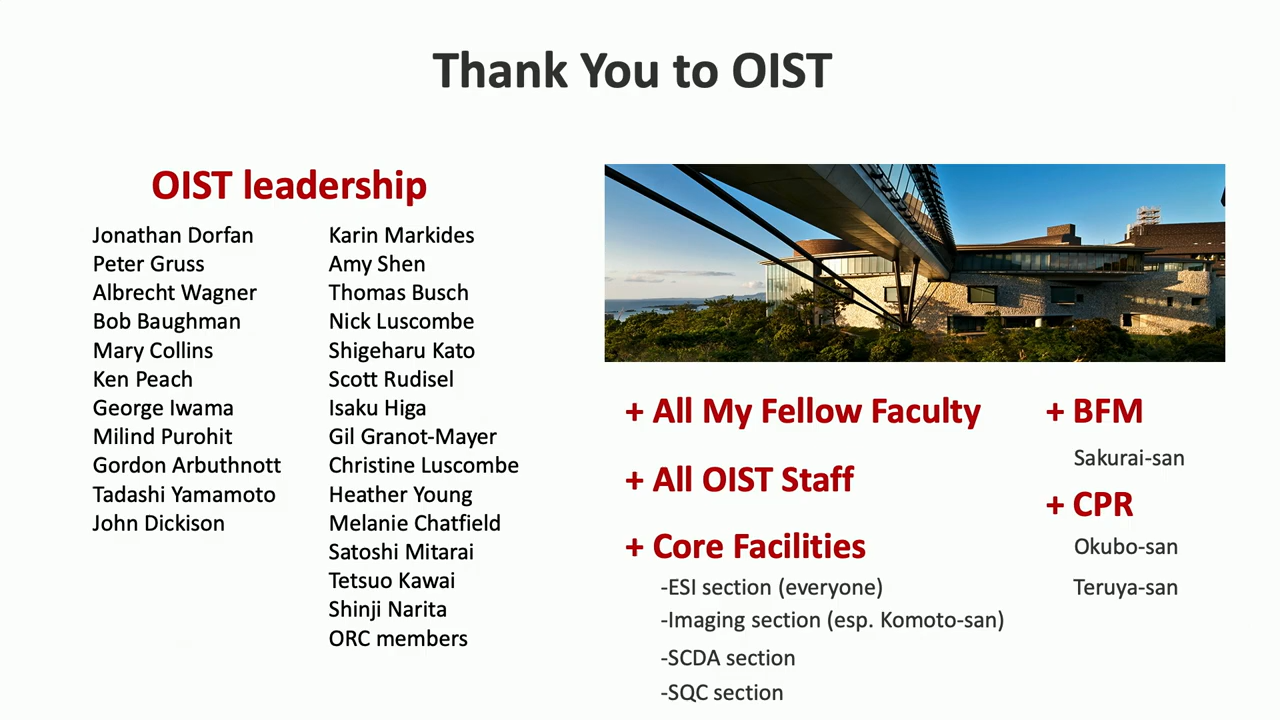 Thank You to OIST
OIST leadership
Jonathan Dorfan
Peter Gruss
Albrecht Wagner
Bob Baughman
Mary Collins
Ken Peach
George Iwama
Milind Purohit
Gordon Arbuthnott
Tadashi Yamamoto
John Dickison
Karin Markides
Amy Shen
Thomas Busch
Nick Luscombe
Shigeharu Kato
Scott Rudisel
Isaku Higa
Gil Granot-Mayer
Christine Luscombe
Heather Young
Melanie Chatfield
Satoshi Mitarai
Tetsuo Kawai
Shinji Narita
ORC members
+ All My Fellow Faculty
+ All OIST Staff
+ Core Facilities
-ESI section (everyone)
-Imaging section (esp. Komoto-san)
-SCDA section
-SQC section
+ BFM
Sakurai-san
+ CPR
Okubo-san
Teruya-san